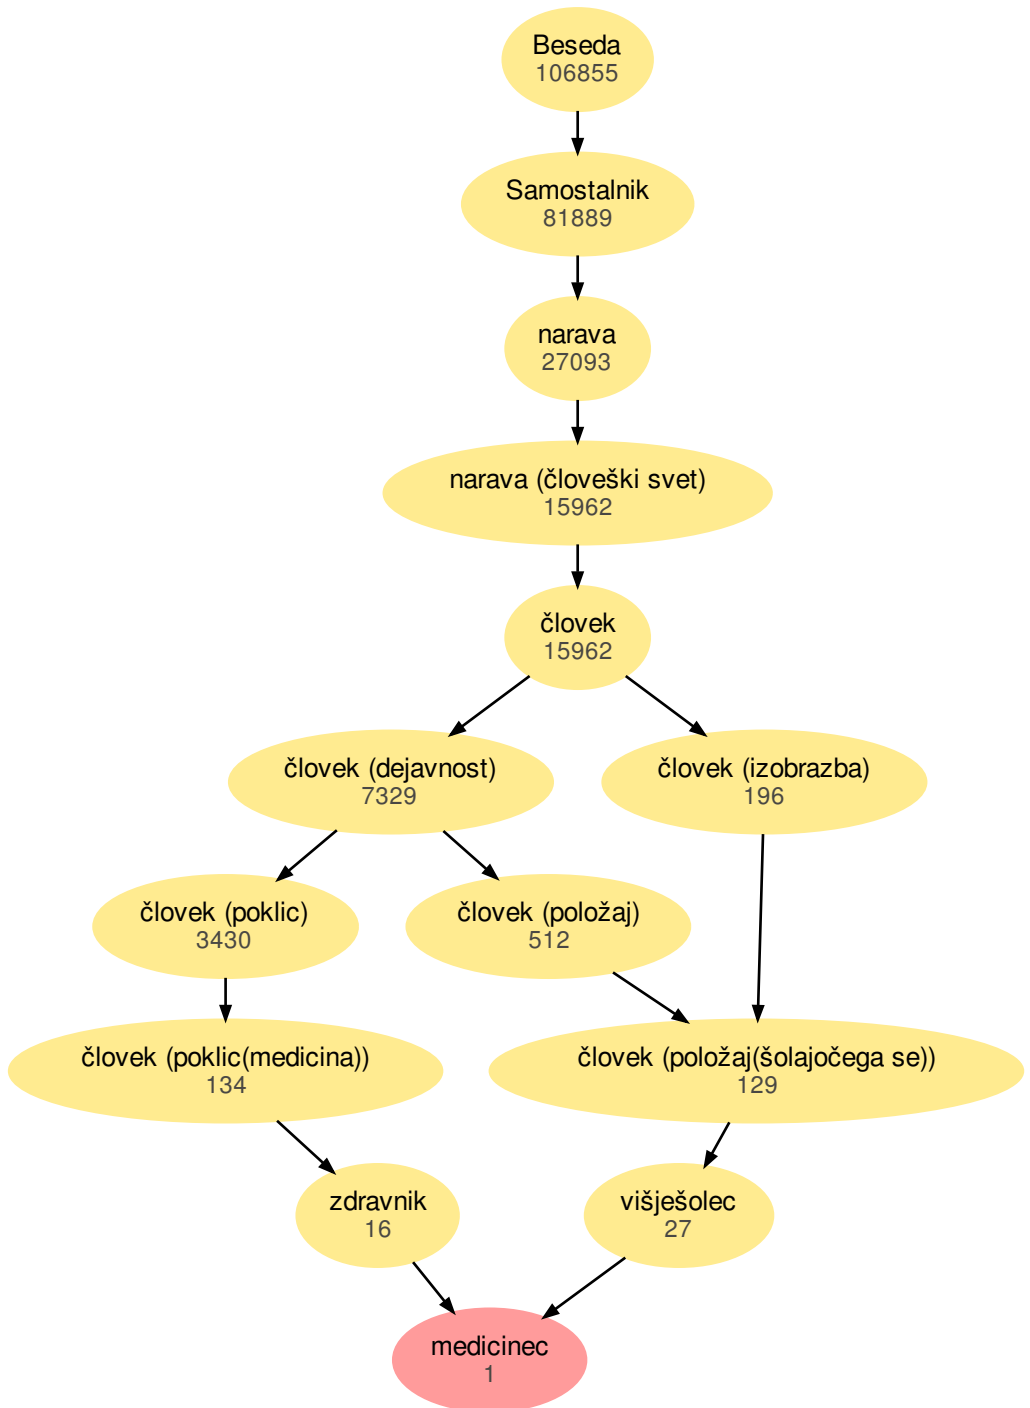 Beseda
106855
Samostalnik
81889
narava
27093
narava (človeški svet)
15962
človek
15962
človek (dejavnost)
7329
človek (izobrazba)
196
človek (poklic)
3430
človek (položaj)
512
človek (poklic(medicina))
134
človek (položaj(šolajočega se))
129
zdravnik
16
višješolec
27
medicinec
1